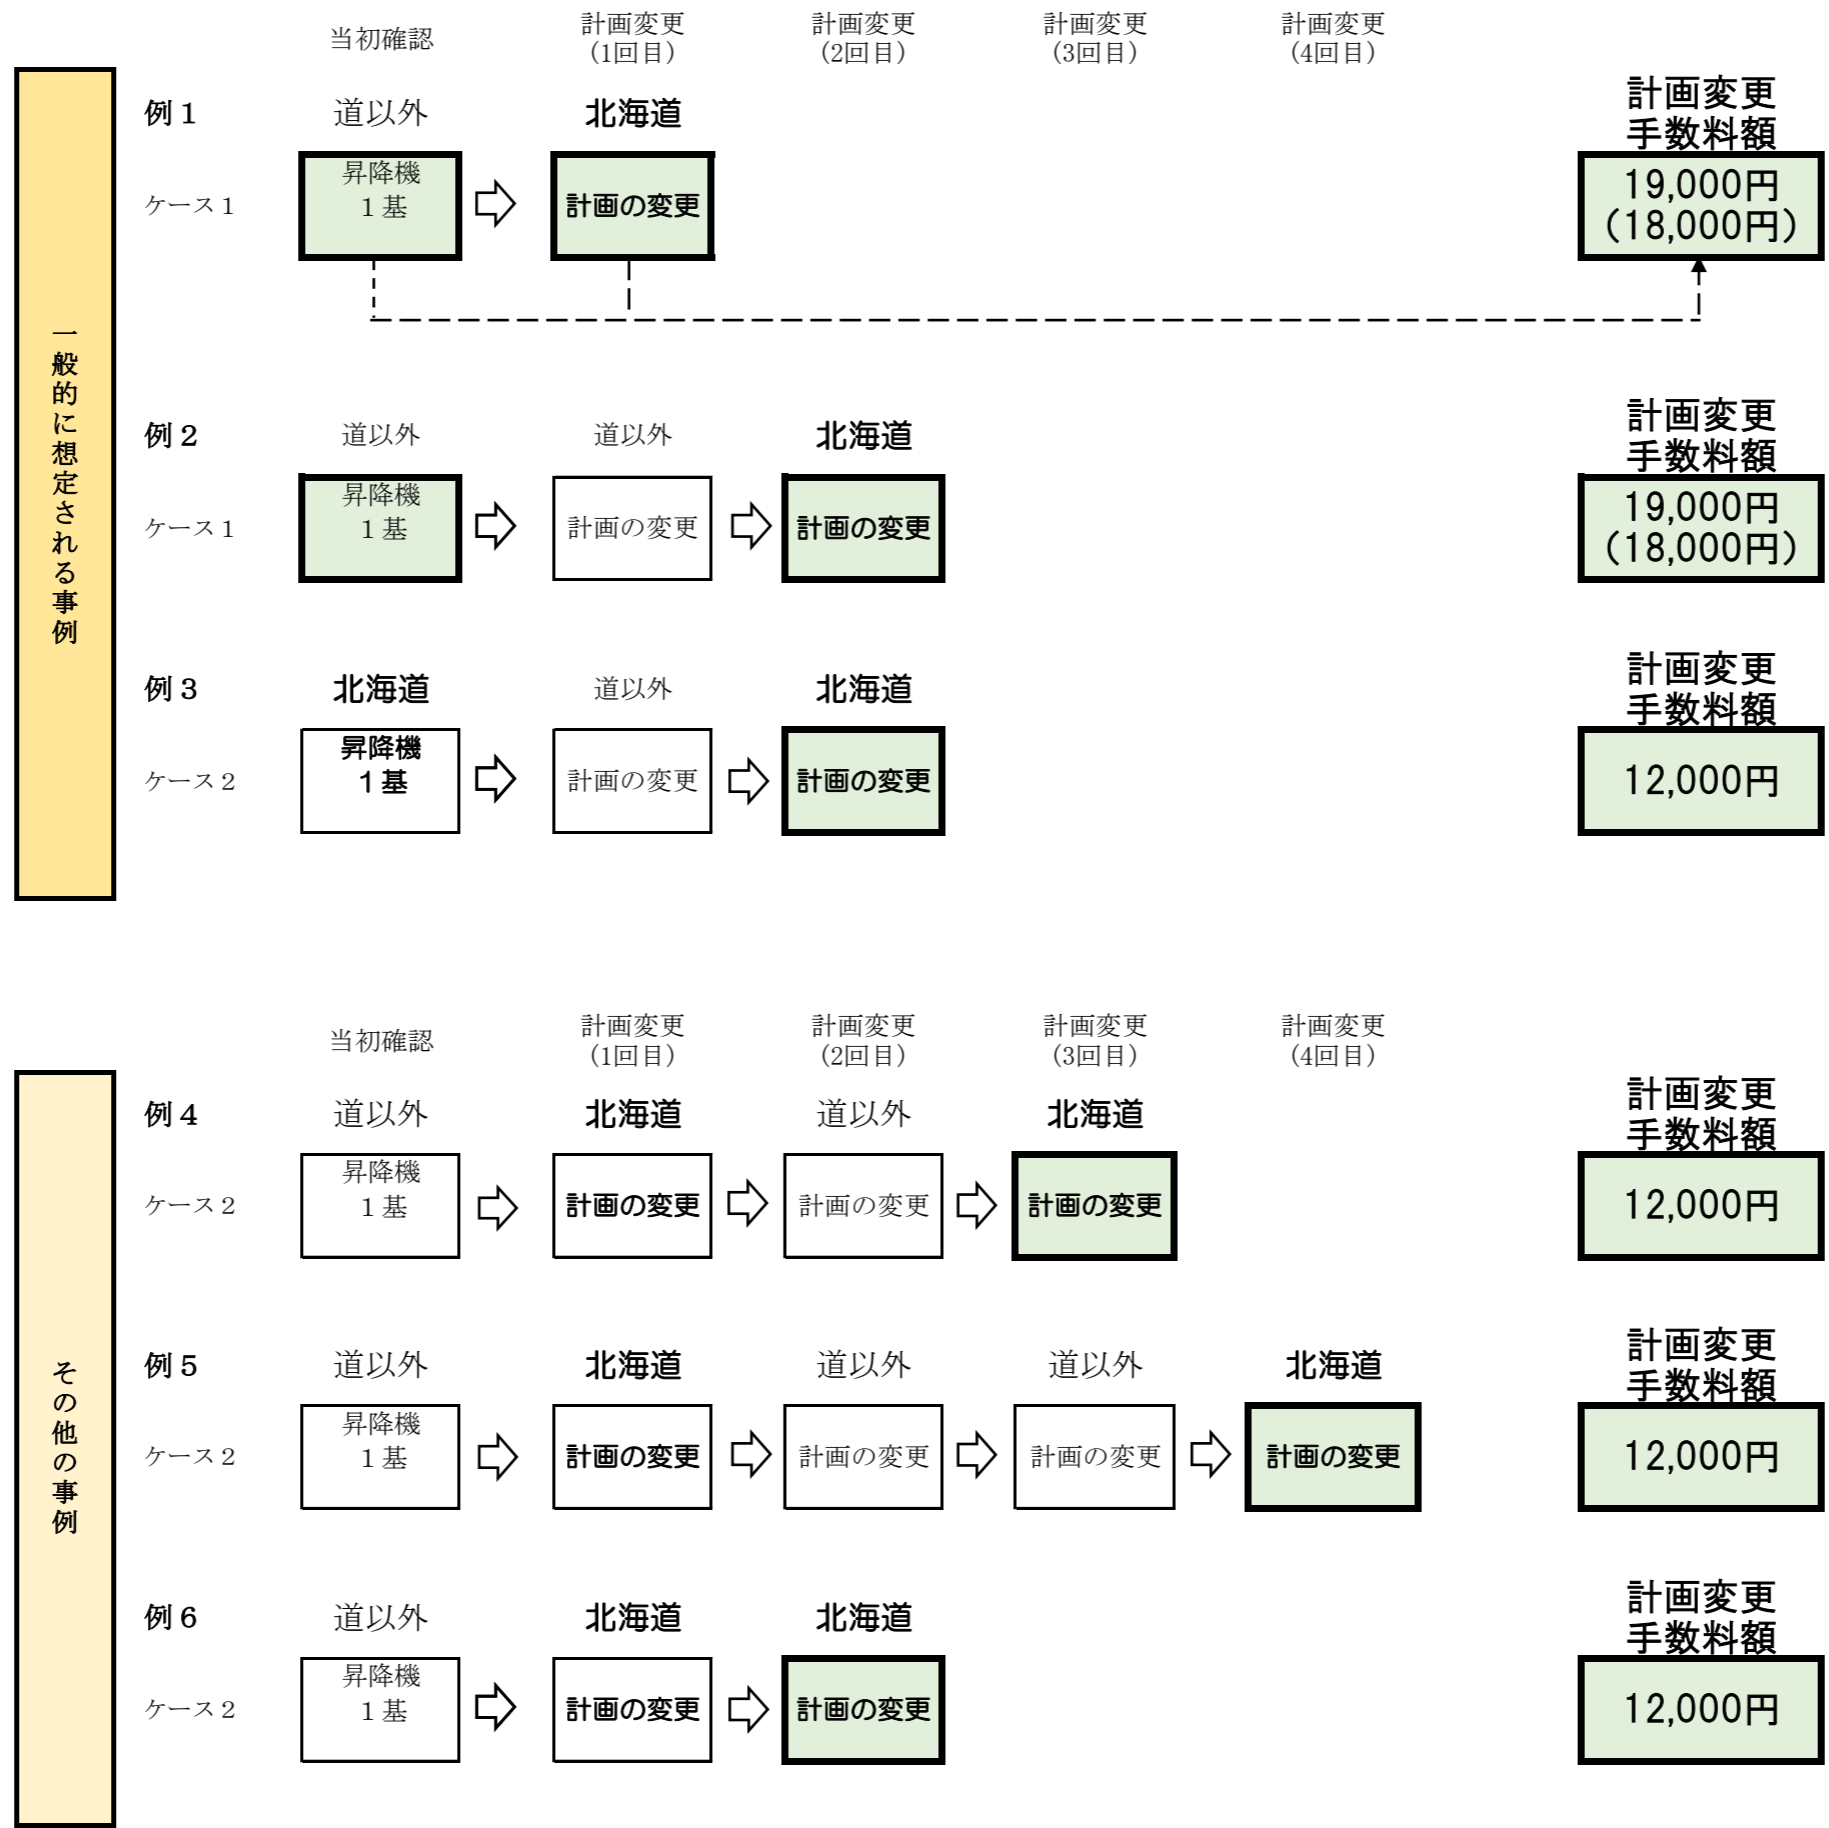 当初確認
計画変更
(1回目)
計画変更
(2回目)
計画変更
(3回目)
計画変更
(4回目)
一般的に想定される事例
例１
道以外
北海道
計画変更
手数料額
ケース１
昇降機
１基
計画の変更
19,000円
(18,000円)
例２
道以外
道以外
北海道
計画変更
手数料額
ケース１
昇降機
１基
計画の変更
計画の変更
19,000円
(18,000円)
例３
北海道
道以外
北海道
計画変更
手数料額
ケース２
昇降機
１基
計画の変更
計画の変更
12,000円
当初確認
計画変更
(1回目)
計画変更
(2回目)
計画変更
(3回目)
計画変更
(4回目)
その他の事例
例４
道以外
北海道
道以外
北海道
計画変更
手数料額
ケース２
昇降機
１基
計画の変更
計画の変更
計画の変更
12,000円
例５
道以外
北海道
道以外
道以外
北海道
計画変更
手数料額
ケース２
昇降機
１基
計画の変更
計画の変更
計画の変更
計画の変更
12,000円
例６
道以外
北海道
北海道
計画変更
手数料額
ケース２
昇降機
１基
計画の変更
計画の変更
12,000円